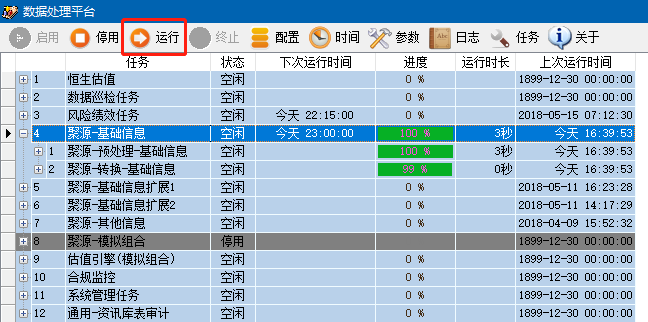 数据处理平台
启用 停用 运行 终止 配置 时间 参数 日志 任务 关于
任务 状态 下次运行时间 进度 运行时长 上次运行时间
1 恒生估值 空闲 0 % 1899-12-30 00:00:00
2 数据巡检任务 空闲 0 % 1899-12-30 00:00:00
3 风险绩效任务 空闲 今天 22:15:00 0 % 2018-05-15 07:12:30
4 聚源-基础信息 空闲 今天 23:00:00 100 % 3秒 今天 16:39:53
1 聚源-预处理-基础信息 空闲 100 % 3秒 今天 16:39:53
2 聚源-转换-基础信息 空闲 99 % 0秒 今天 16:39:53
5 聚源-基础信息扩展1 空闲 0 % 2018-05-11 16:23:28
6 聚源-基础信息扩展2 空闲 0 % 2018-05-11 14:17:29
7 聚源-其他信息 空闲 0 % 2018-04-09 15:52:32
8 聚源-模拟组合 停用 1899-12-30 00:00:00
9 估值引擎(模拟组合) 空闲 0 % 1899-12-30 00:00:00
10 合规监控 空闲 0 % 1899-12-30 00:00:00
11 系统管理任务 空闲 0 % 1899-12-30 00:00:00
12 通用-资讯库表审计 空闲 0 % 1899-12-30 00:00:00